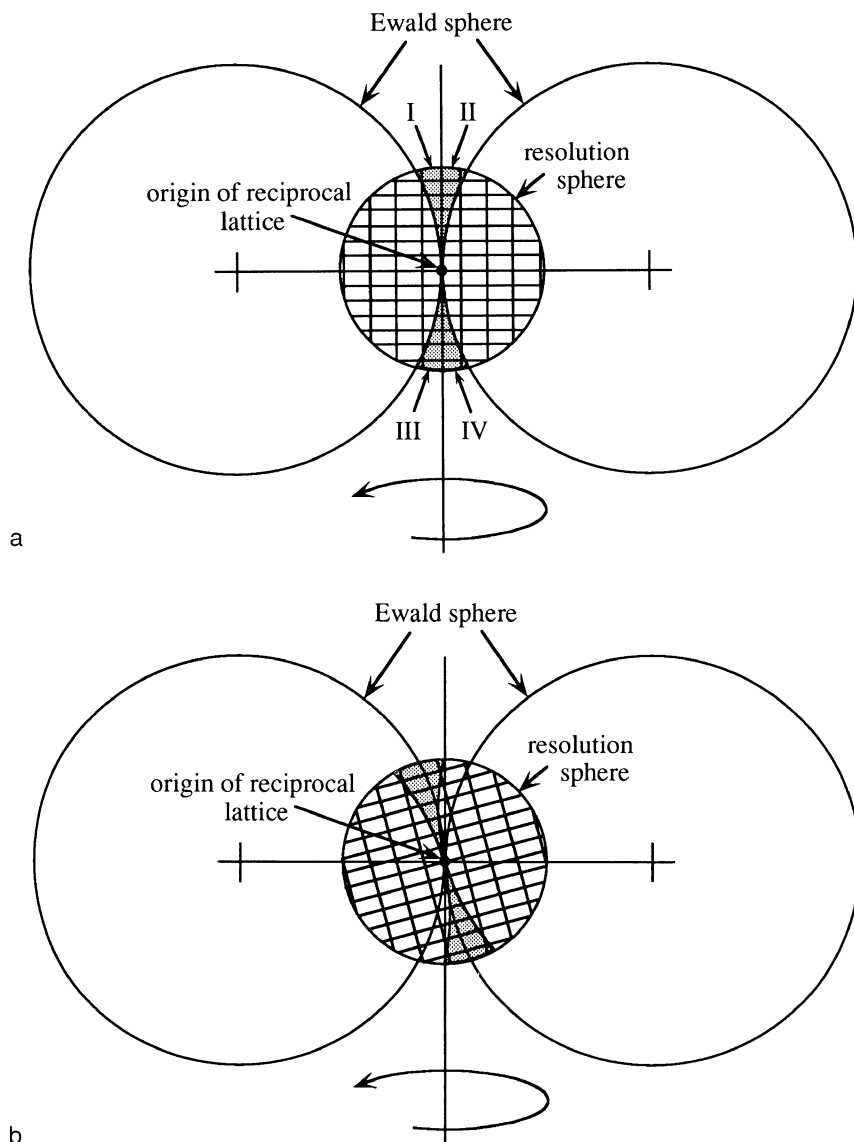 Ewald sphere
I
II
resolution
sphere
origin of reciprocal
lattice
III
IV
a
Ewald sphere
resolution
sphere
origin of reciprocal
lattice
b